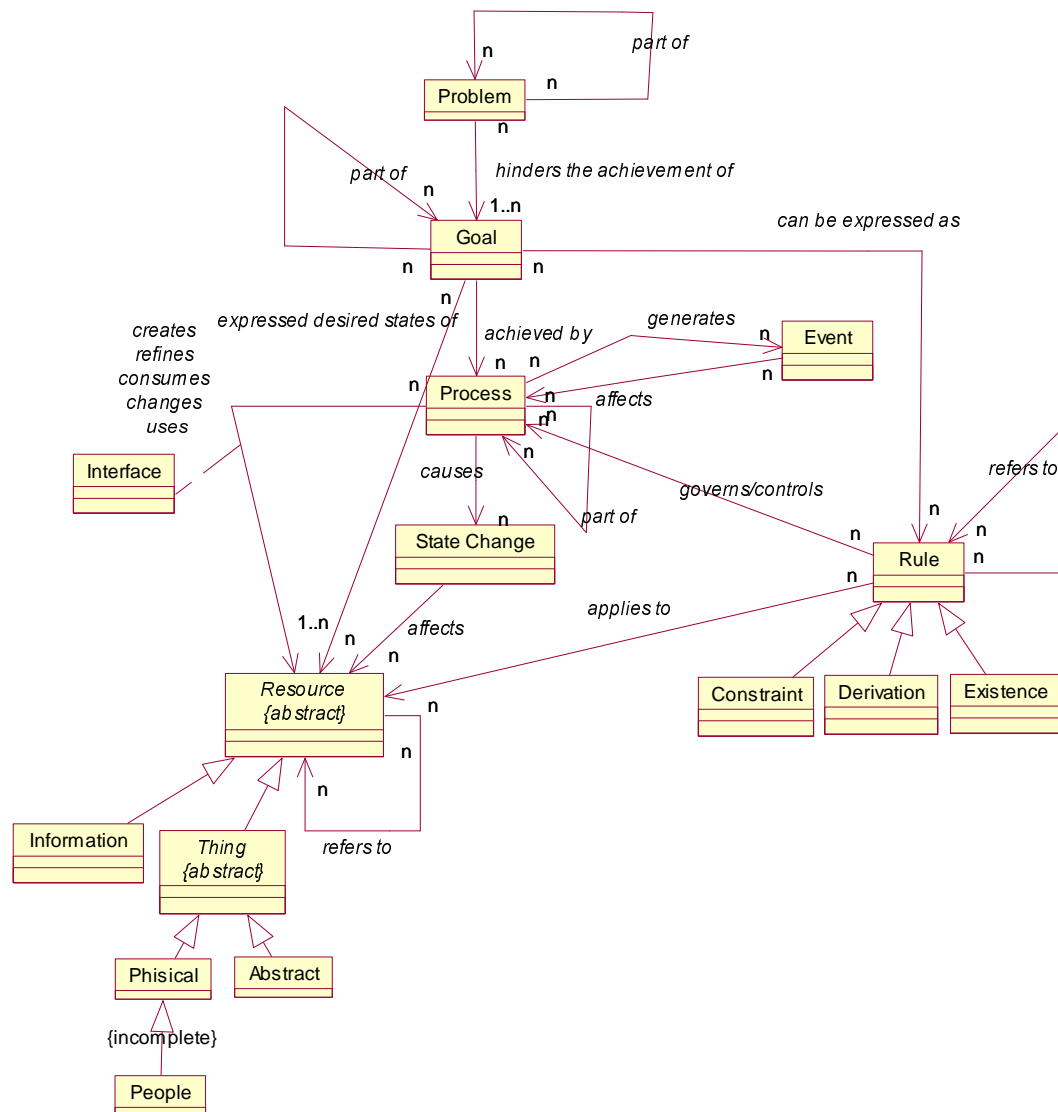 part of
n
n
Problem
n
hinders the achievement of
part of
n
1..n
can be expressed as
Goal
n
n
n
creates
refines
consumes
changes
uses
expressed desired states of
achieved by
generates
n
Event
n
n
n
n
Process
n
affects
n
n
n
Interface
causes
governs/controls
refers to
part of
n
State Change
n
n
n
n
Rule
n
applies to
1..n
n
affects
n
Resource
{abstract}
n
n
n
Constraint
Derivation
Existence
Information
Thing
{abstract}
refers to
Phisical
Abstract
{incomplete}
People